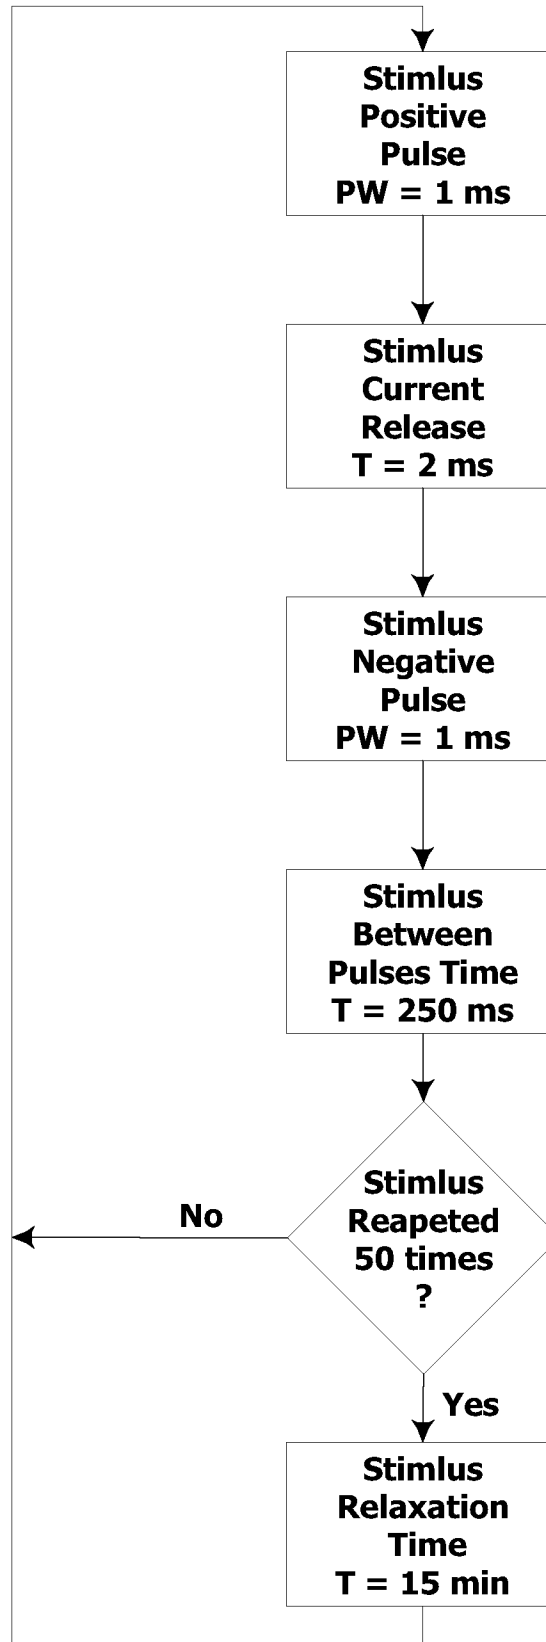 Stimlus
Positive
Pulse
PW = 1 ms
Stimlus
Current
Release
T = 2 ms
Stimlus
Negative
Pulse
PW = 1 ms
Stimlus
Between
Pulses Time
T = 250 ms
Stimlus
Reapeted
50 times
?
No
Yes
Stimlus
Relaxation
Time
T = 15 min